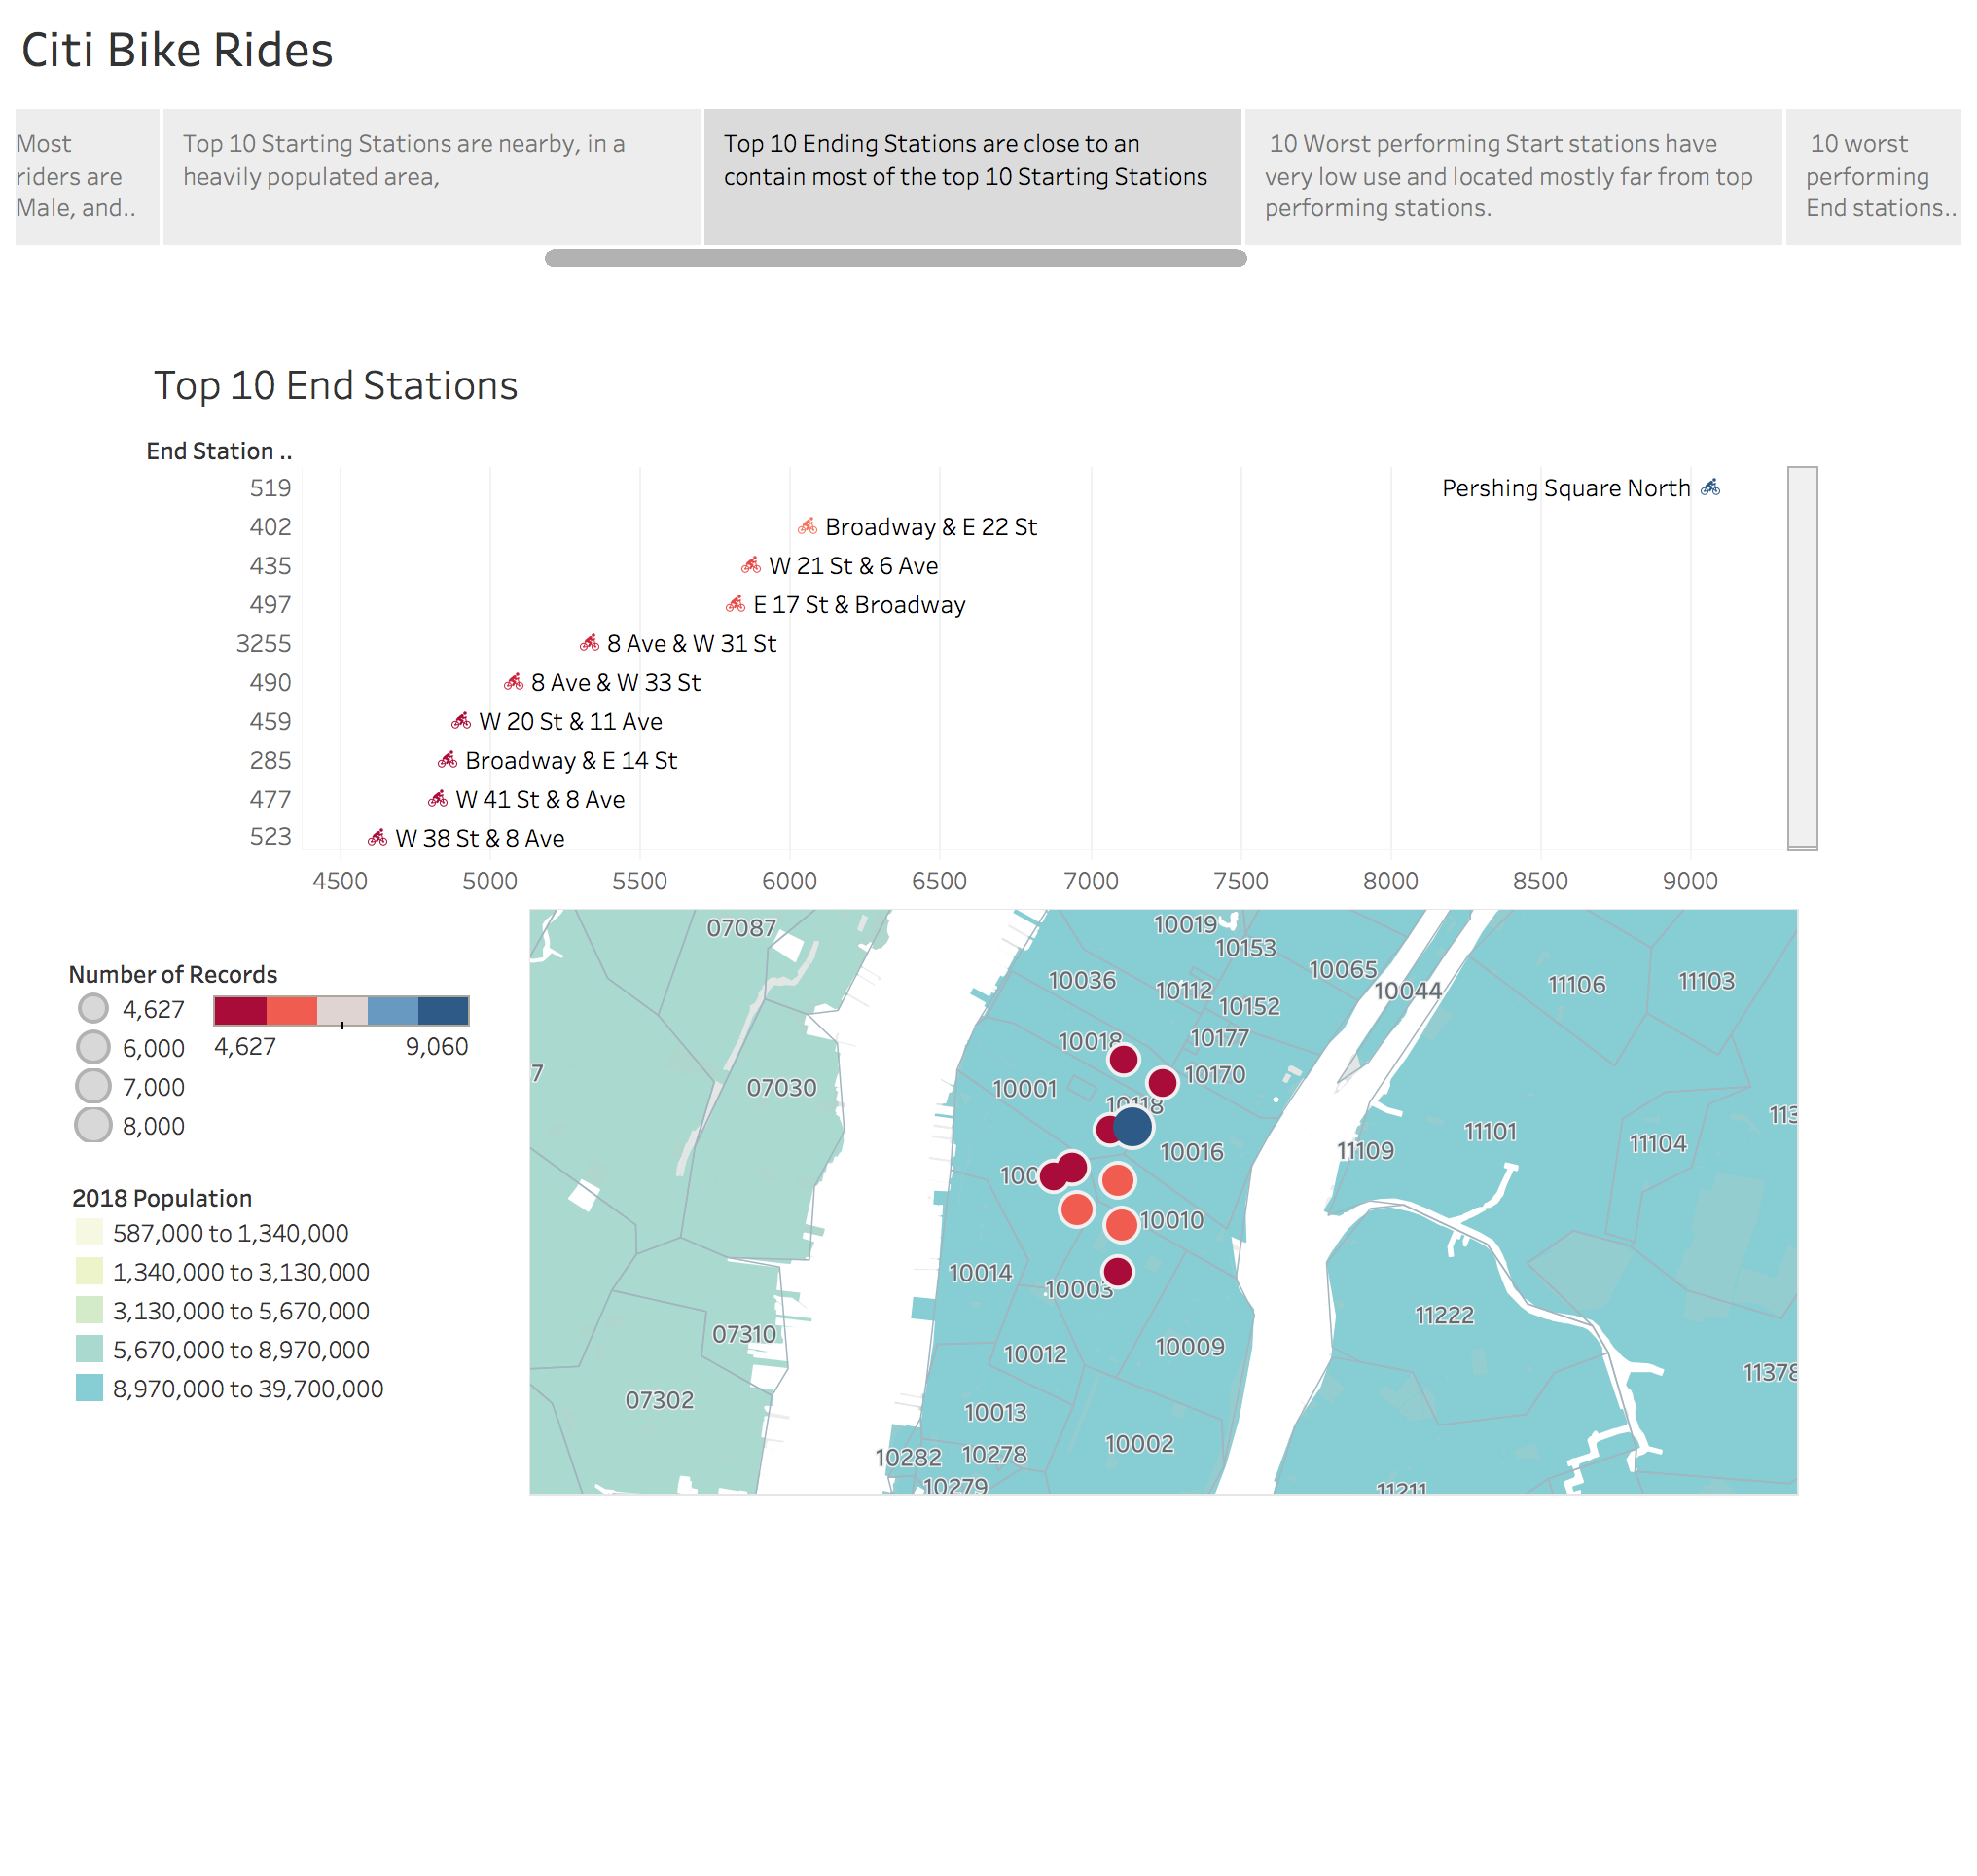 Citi Bike Rides
Most
riders are
Male, and..
Top 10 Starting Stations are nearby, in a
heavily populated area,
Top 10 Ending Stations are close to an
contain most of the top 10 Starting Stations
10 Worst performing Start stations have
very low use and located mostly far from top
performing stations.
10 worst
performing
End stations..
Top 10 End Stations
End Station ..
519 Pershing Square North
402 Broadway & E 22 St
435 W 21 St & 6 Ave
497 E 17 St & Broadway
3255 8 Ave & W 31 St
490 8 Ave & W 33 St
459 W 20 St & 11 Ave
285 Broadway & E 14 St
477 W 41 St & 8 Ave
523 W 38 St & 8 Ave
4500 5000 5500 6000 6500 7000 7500 8000 8500 9000
Number of Records
4,627
6,000
7,000
8,000
4,627 9,060
2018 Population
587,000 to 1,340,000
1,340,000 to 3,130,000
3,130,000 to 5,670,000
5,670,000 to 8,970,000
8,970,000 to 39,700,000
07087
10019
10153
10065
10036
10112
10044
11106
11103
10152
10018
10177
7
07030
10001
10170
10118
113
11101
11104
10016
11109
100
10010
10014
10003
11222
07310
10012
10009
11378
07302
10013
10002
10282
10278
10279
11211